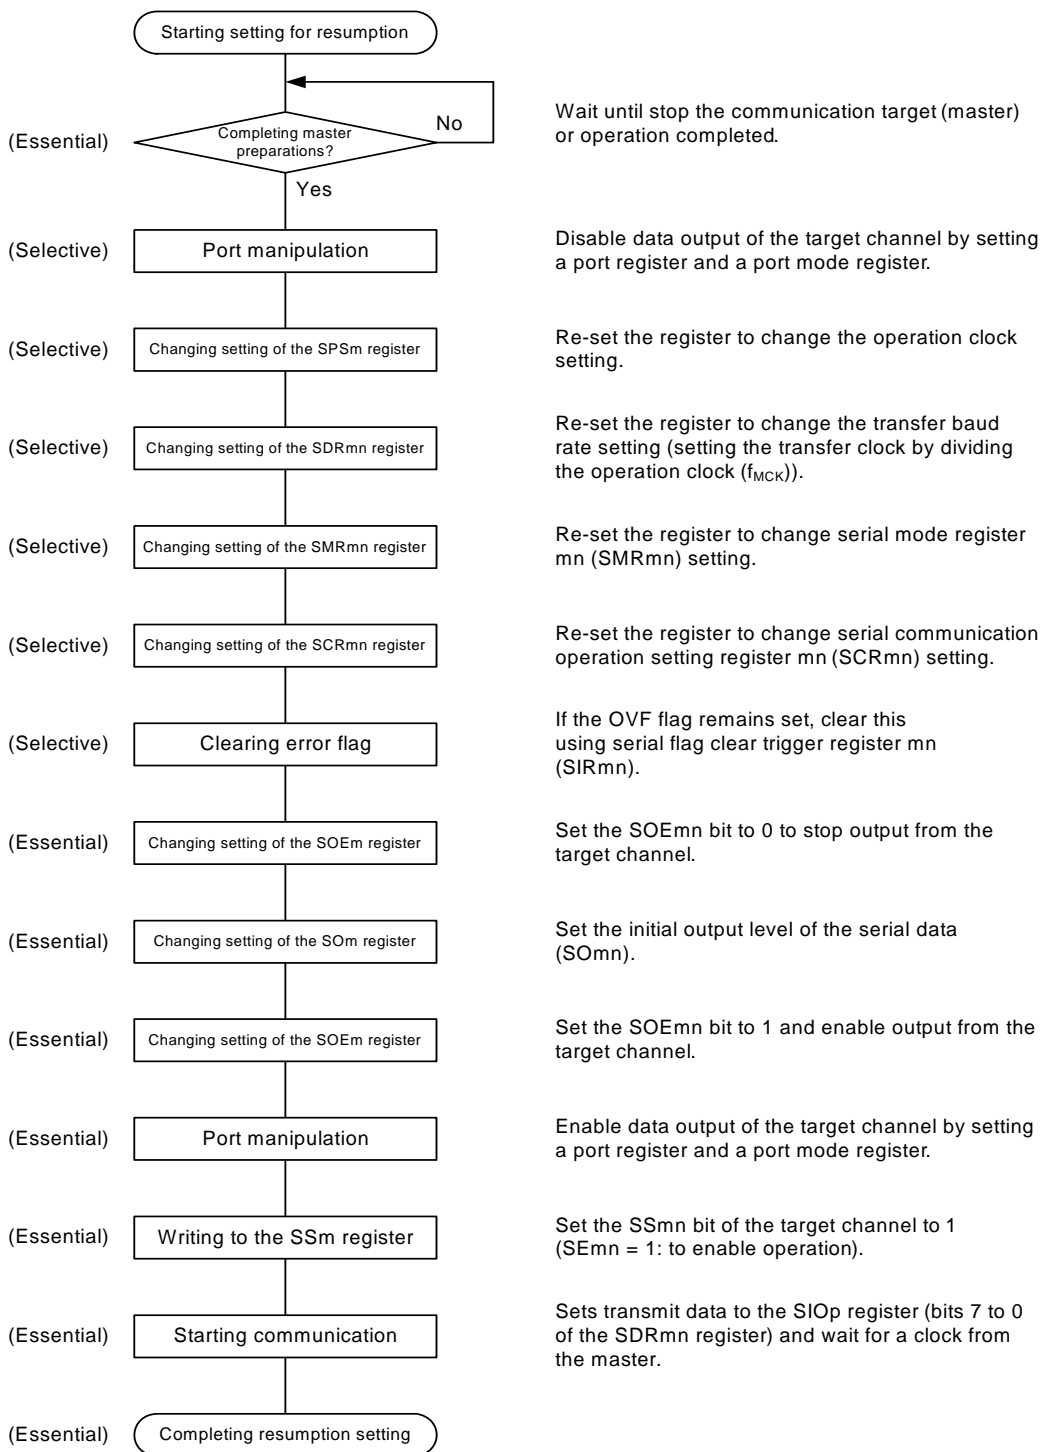 Starting setting for resumption
(Essential)
Completing master
preparations?
No
Yes
Wait until stop the communication target (master)
or operation completed.
(Selective)
Port manipulation
Disable data output of the target channel by setting
a port register and a port mode register.
(Selective)
Changing setting of the SPSm register
Re-set the register to change the operation clock
setting.
(Selective)
Changing setting of the SDRmn register
Re-set the register to change the transfer baud
rate setting (setting the transfer clock by dividing
the operation clock (fMCK)).
(Selective)
Changing setting of the SMRmn register
Re-set the register to change serial mode register
mn (SMRmn) setting.
(Selective)
Changing setting of the SCRmn register
Re-set the register to change serial communication
operation setting register mn (SCRmn) setting.
(Selective)
Clearing error flag
If the OVF flag remains set, clear this
using serial flag clear trigger register mn
(SIRmn).
(Essential)
Changing setting of the SOEm register
Set the SOEmn bit to 0 to stop output from the
target channel.
(Essential)
Changing setting of the SOm register
Set the initial output level of the serial data
(SOmn).
(Essential)
Changing setting of the SOEm register
Set the SOEmn bit to 1 and enable output from the
target channel.
(Essential)
Port manipulation
Enable data output of the target channel by setting
a port register and a port mode register.
(Essential)
Writing to the SSm register
Set the SSmn bit of the target channel to 1
(SEmn = 1: to enable operation).
(Essential)
Starting communication
Sets transmit data to the SIOp register (bits 7 to 0
of the SDRmn register) and wait for a clock from
the master.
(Essential)
Completing resumption setting